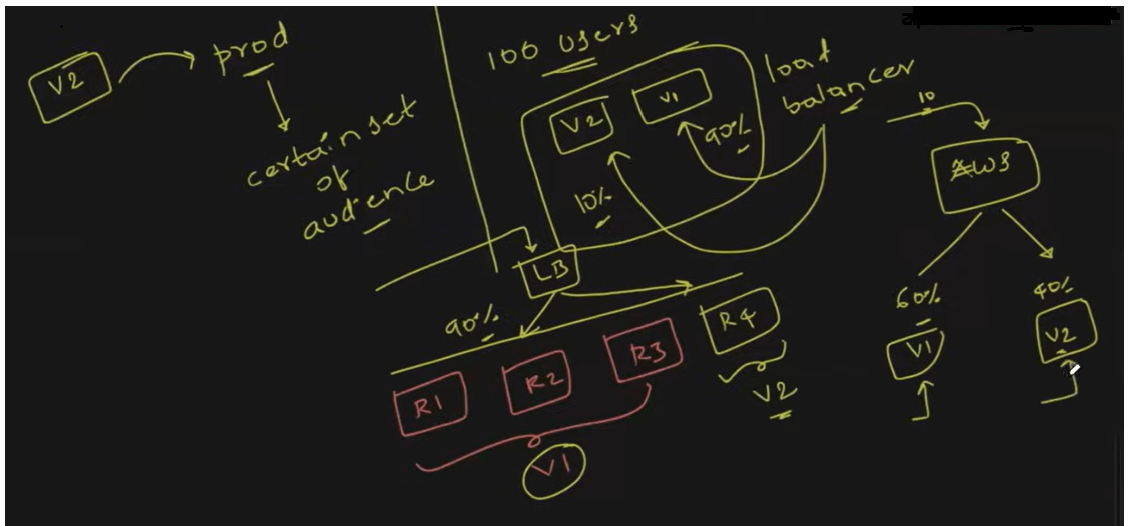 V2
prod
certain set
of
audience
100 users
V2
V1
90%
10%
load
balancer
LB
90%
R1
R2
R3
R4
V1
V2
10
AWS
60%
40%
V1
V2